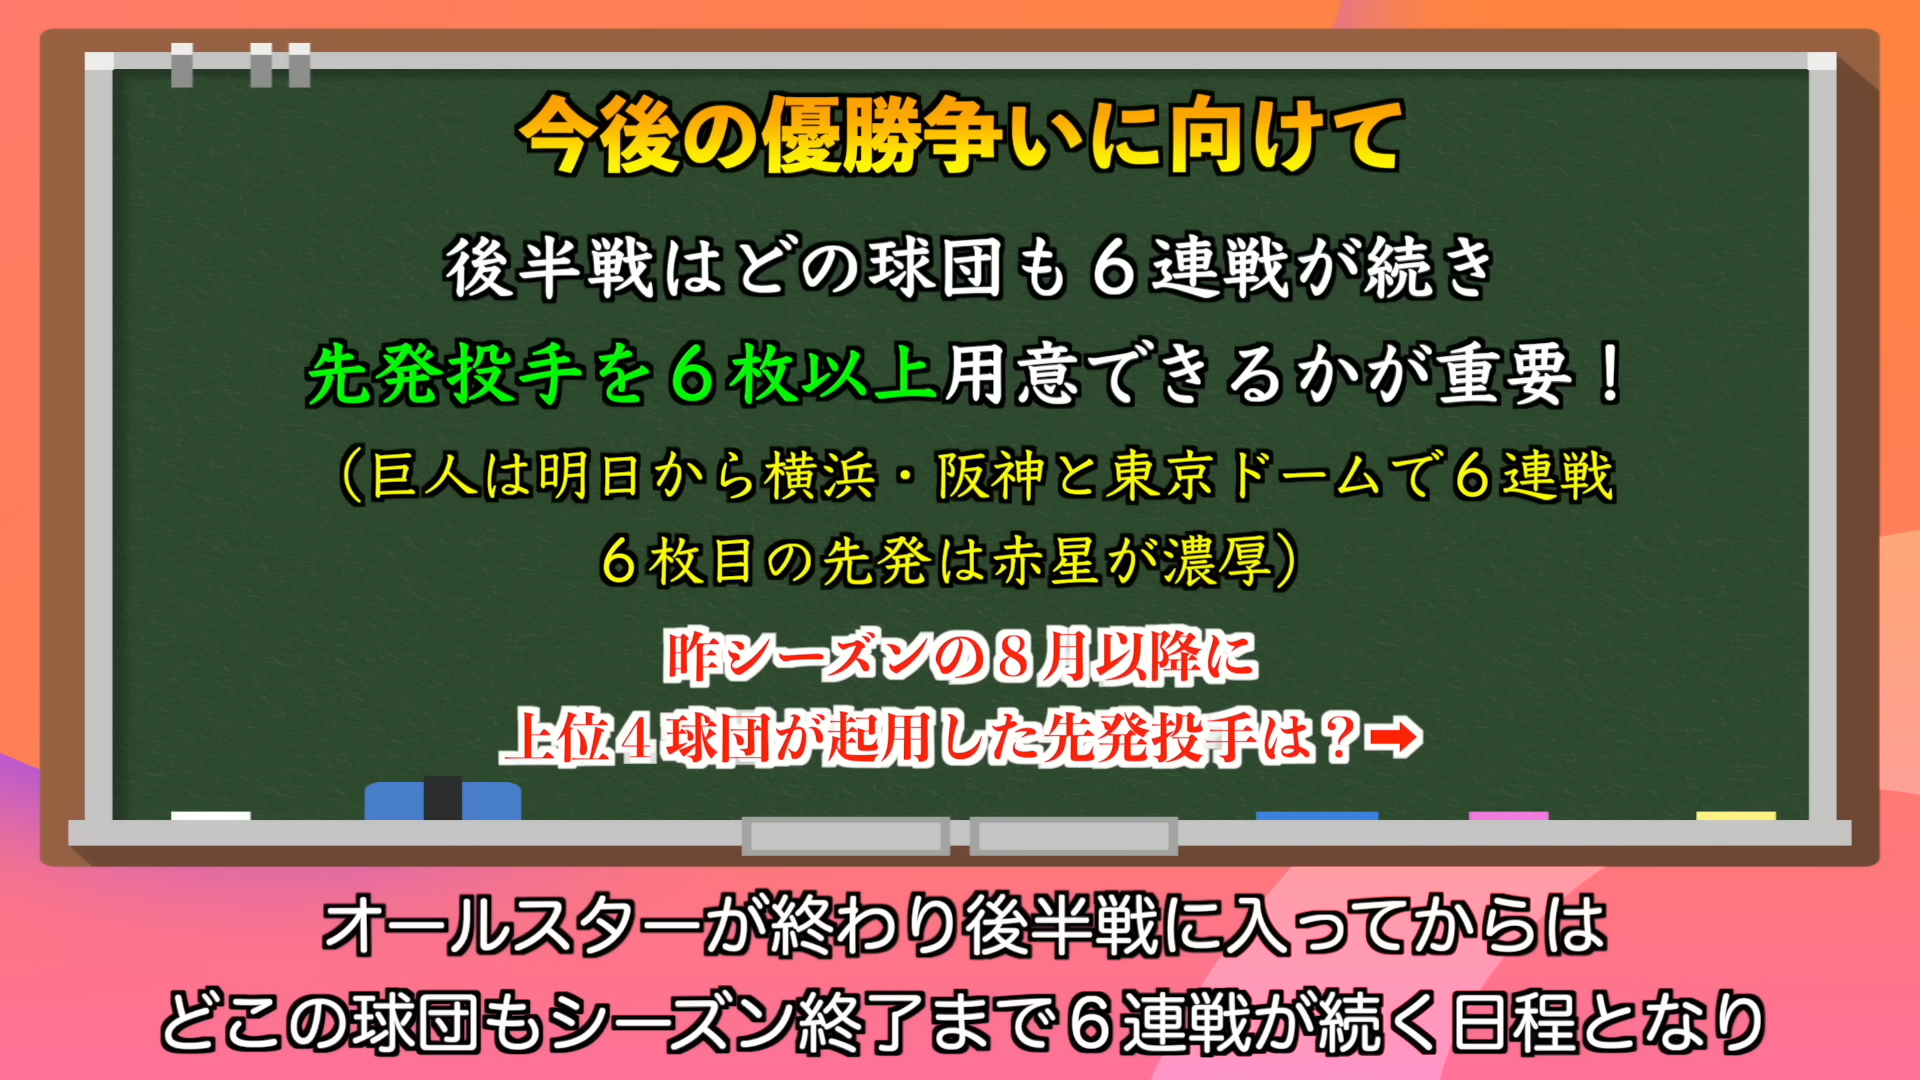 今後の優勝争いに向けて
後半戦はどの球団も６連戦が続き
先発投手を６枚以上用意できるかが重要！
（巨人は明日から横浜・阪神と東京ドームで６連戦
６枚目の先発は赤星が濃厚）
昨シーズンの８月以降に
上位４球団が起用した先発投手は？➡
オールスターが終わり後半戦に入ってからは
どこの球団もシーズン終了まで６連戦が続く日程となり